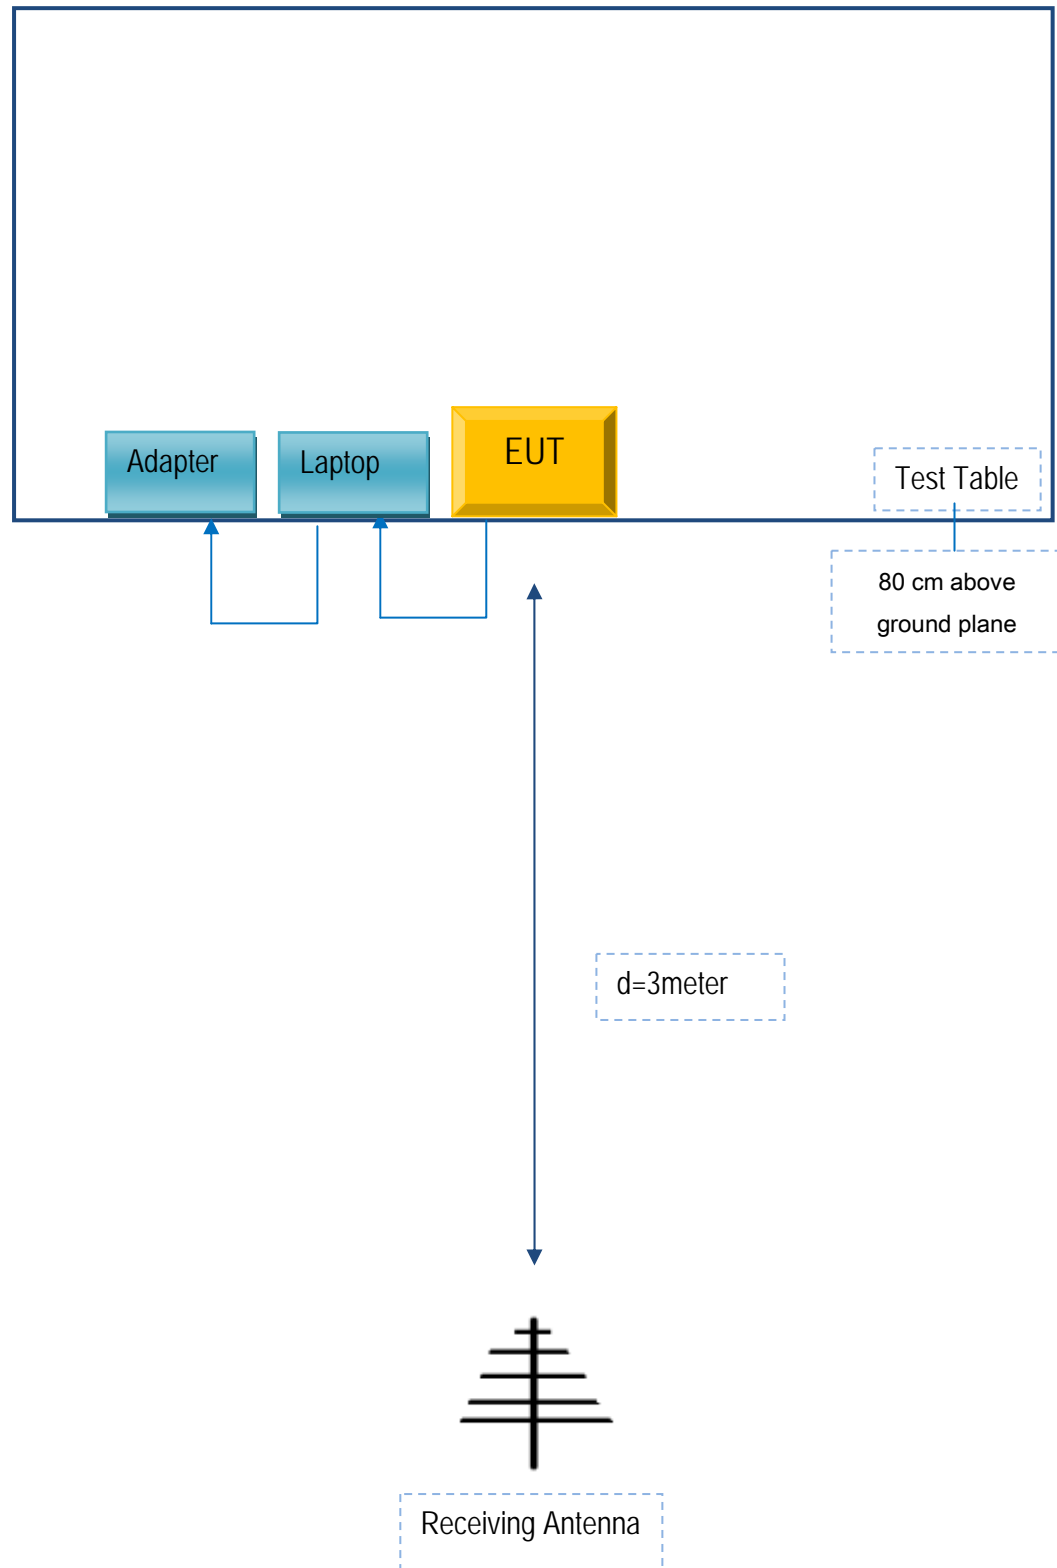 Adapter
Laptop
EUT
Test Table
80 cm above
ground plane
d=3meter
Receiving Antenna